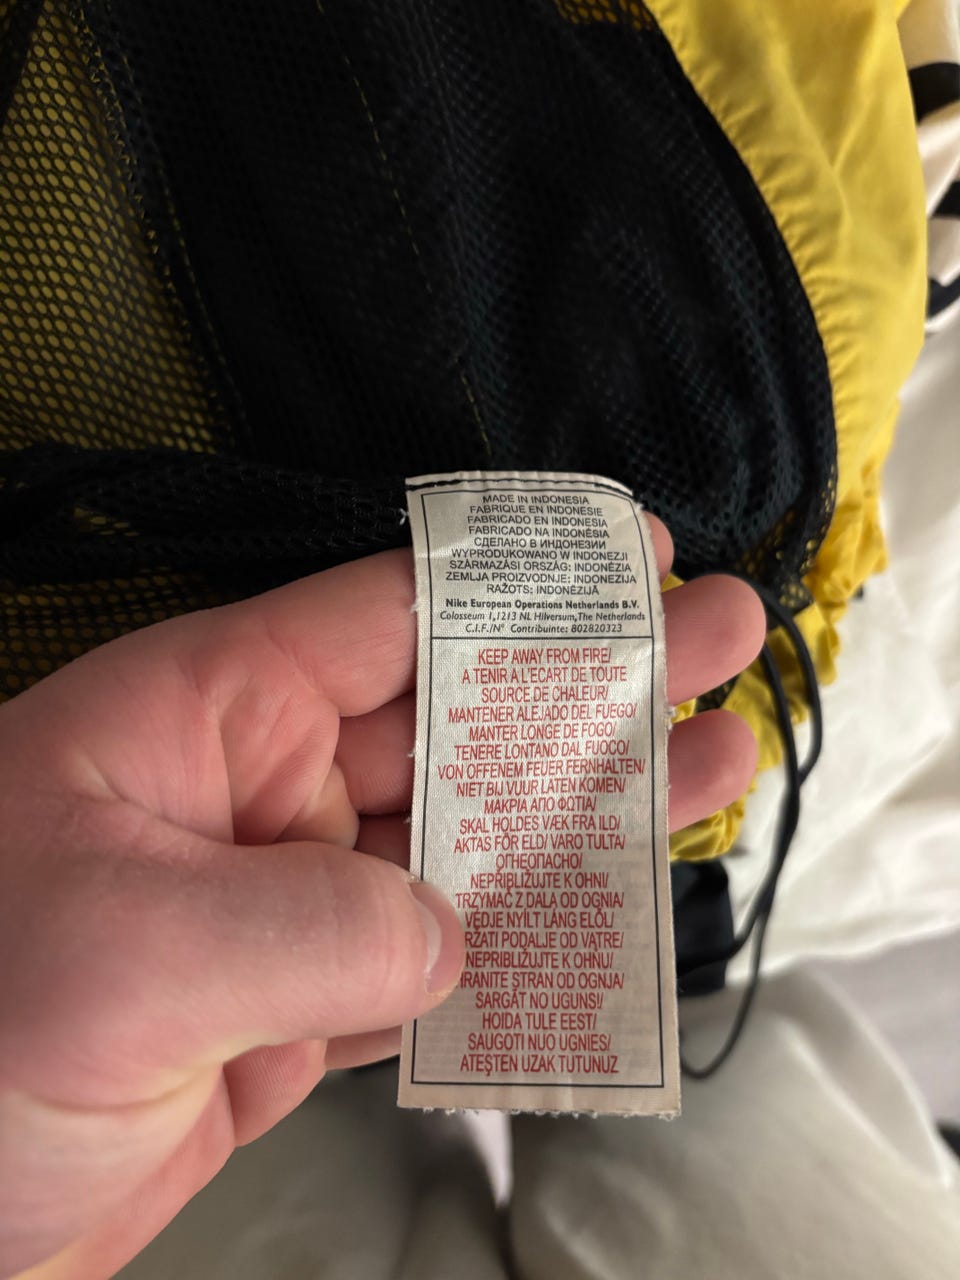 MADE IN INDONESIA
FABRIQUE EN INDONESIE
FABRICADO EN INDONESIA
FABRICADO NA INDONÉSIA
СДЕЛАНО В ИНДОНЕЗИИ
WYPRODUKOWANO W INDONEZJI
SZÁRMAZÁSI ORSZÁG: INDONÉZIA
ZEMLJA PROIZVODNJE: INDONEZIJA
RAŽOTS: INDONĒZIJĀ
Nike European Operations Netherlands B.V.
Colosseum 1,1213 NL Hilversum,The Netherlands
C.I.F./Nº Contribuinte: 802820323
KEEP AWAY FROM FIRE/
A TENIR A L'ECART DE TOUTE
SOURCE DE CHALEUR/
MANTENER ALEJADO DEL FUEGO/
MANTER LONGE DE FOGO/
TENERE LONTANO DAL FUOCO/
VON OFFENEM FEUER FERNHALTEN/
NIET BIJ VUUR LATEN KOMEN/
ΜΑΚΡΙΑ ΑΠΟ ΦΩΤΙΑ/
SKAL HOLDES VÆK FRA ILD/
AKTAS FÖR ELD/ VARO TULTA/
ОГНЕОПАСНО/
NEPŘIBLIŽUJTE K OHNI/
TRZYMAĆ Z DALA OD OGNIA/
VÉDJE NYÍLT LÁNG ELŐL/
RŽATI PODALJE OD VATRE/
NEPRIBLIŽUJTE K OHŇU/
HRANITE STRAN OD OGNJA/
SARGĀT NO UGUNS!/
HOIDA TULE EEST/
SAUGOTI NUO UGNIES/
ATEŞTEN UZAK TUTUNUZ